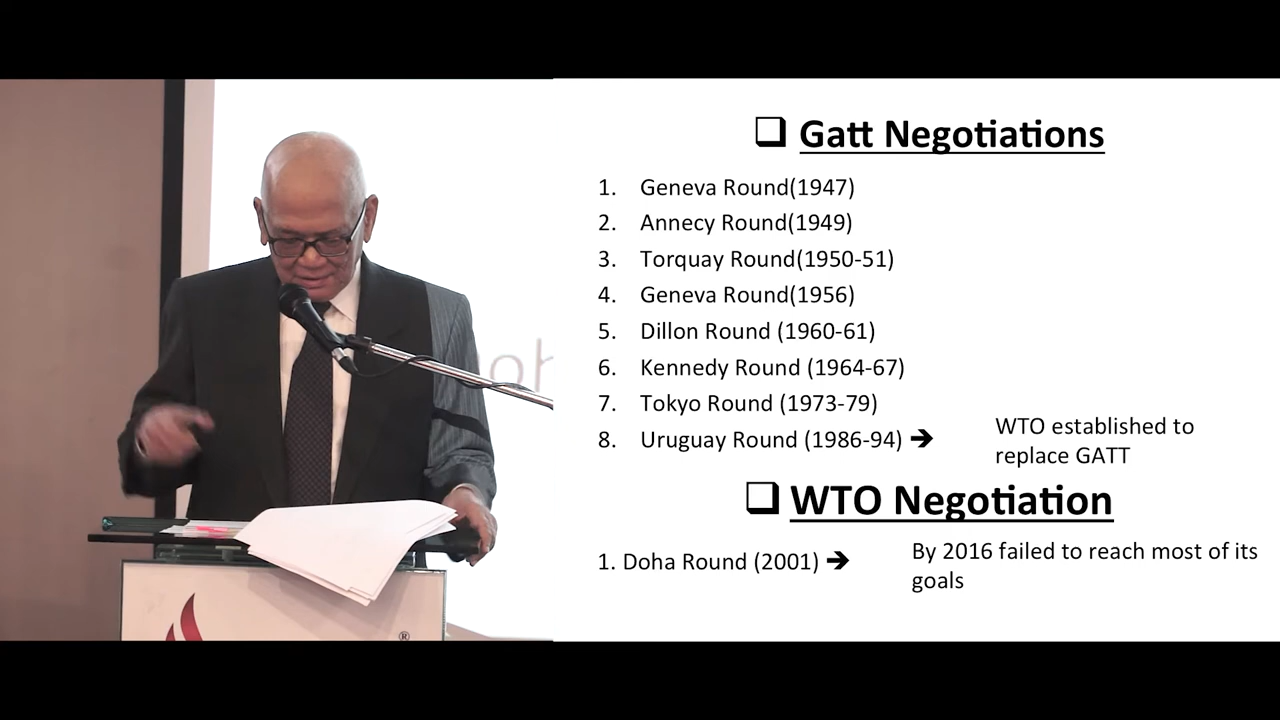 ❑ Gatt Negotiations
1. Geneva Round(1947)
2. Annecy Round(1949)
3. Torquay Round(1950-51)
4. Geneva Round(1956)
5. Dillon Round (1960-61)
6. Kennedy Round (1964-67)
7. Tokyo Round (1973-79)
8. Uruguay Round (1986-94) ➔
WTO established to
replace GATT
❑ WTO Negotiation
1. Doha Round (2001) ➔
By 2016 failed to reach most of its
goals
®